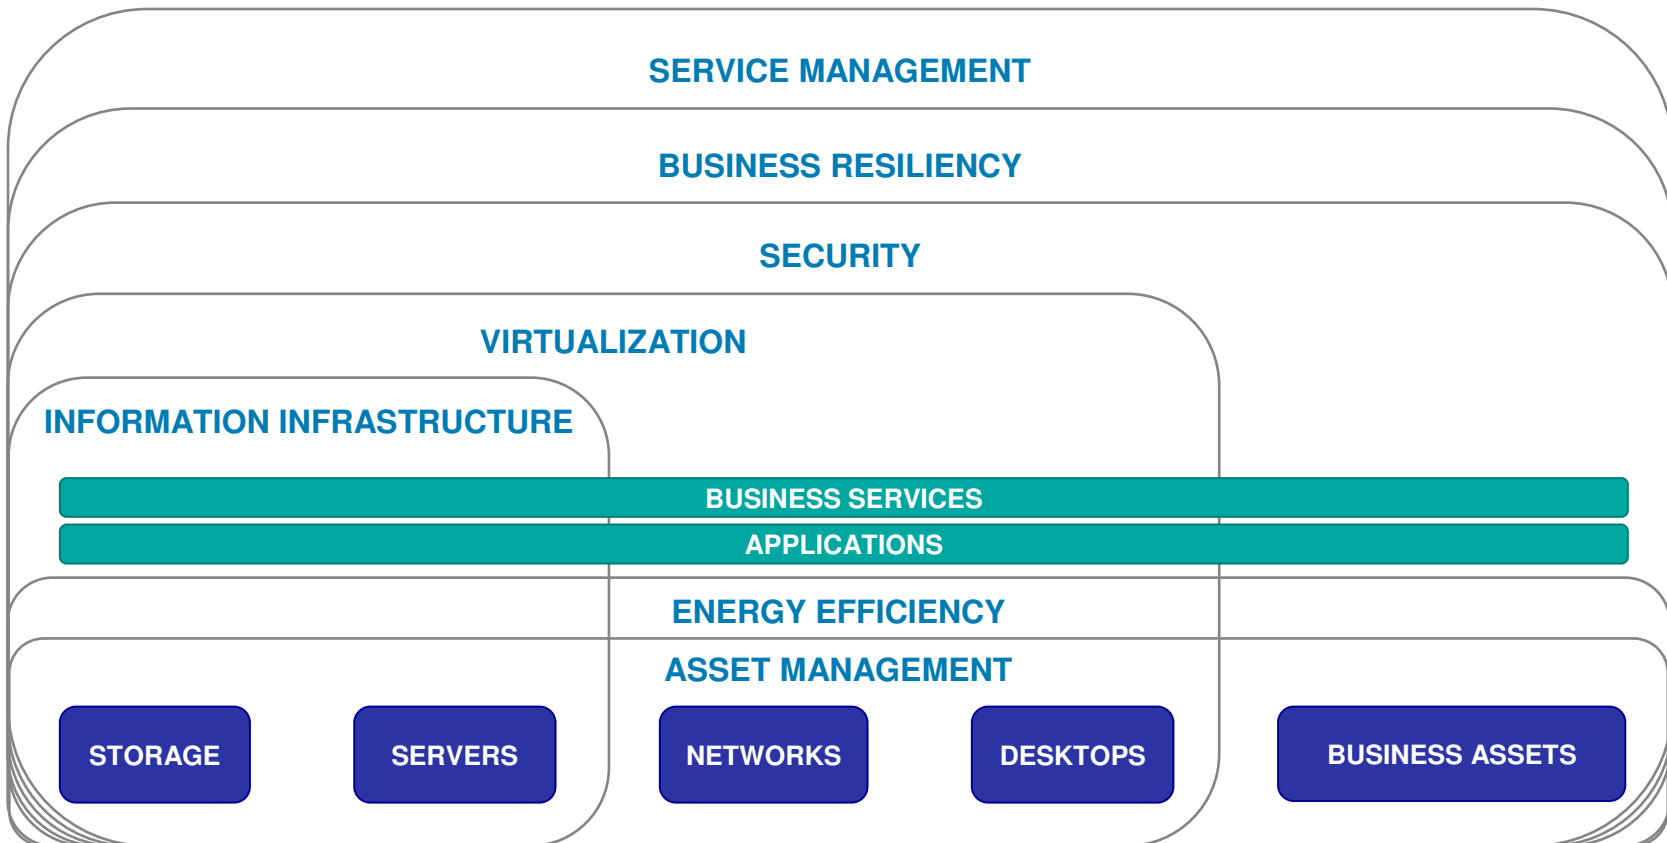 SERVICE MANAGEMENT
BUSINESS RESILIENCY
SECURITY
VIRTUALIZATION
INFORMATION INFRASTRUCTURE
BUSINESS SERVICES
APPLICATIONS
ENERGY EFFICIENCY
ASSET MANAGEMENT
STORAGE
SERVERS
NETWORKS
DESKTOPS
BUSINESS ASSETS